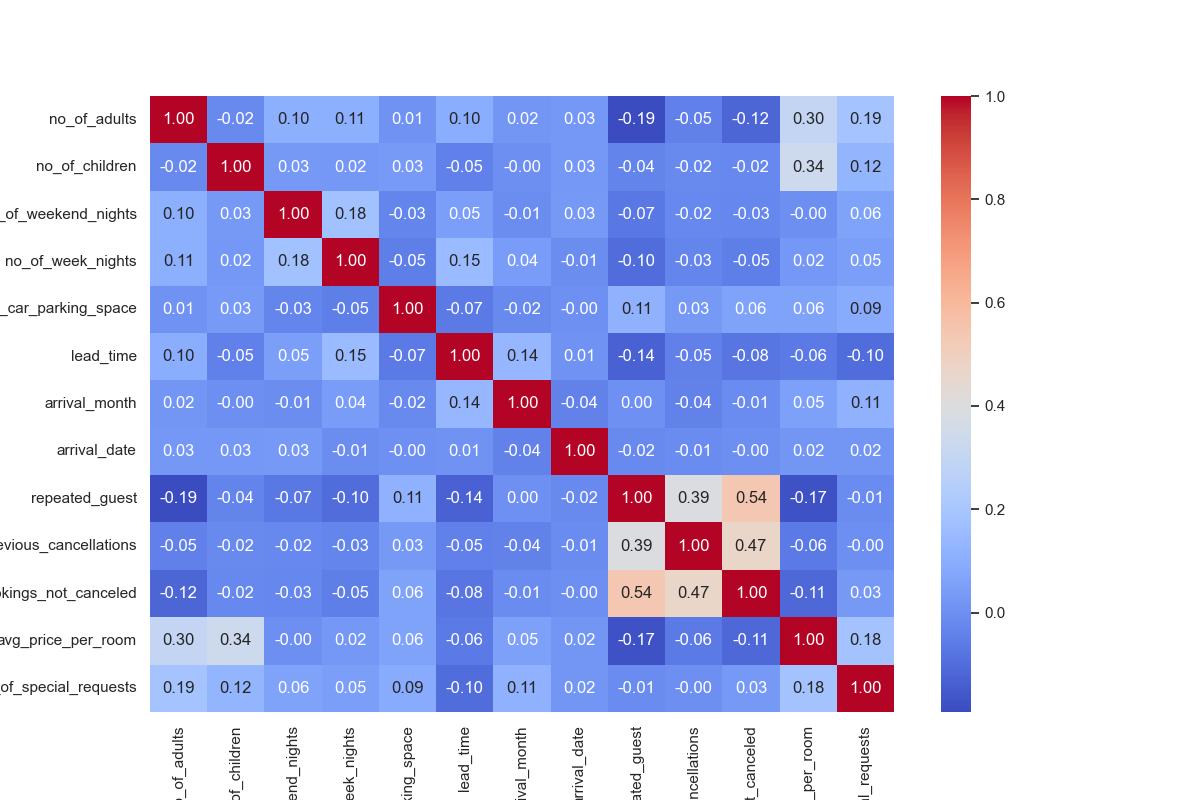 no_of_adults 1.00 -0.02 0.10 0.11 0.01 0.10 0.02 0.03 -0.19 -0.05 -0.12 0.30 0.19
no_of_children -0.02 1.00 0.03 0.02 0.03 -0.05 -0.00 0.03 -0.04 -0.02 -0.02 0.34 0.12
_of_weekend_nights 0.10 0.03 1.00 0.18 -0.03 0.05 -0.01 0.03 -0.07 -0.02 -0.03 -0.00 0.06
no_of_week_nights 0.11 0.02 0.18 1.00 -0.05 0.15 0.04 -0.01 -0.10 -0.03 -0.05 0.02 0.05
_car_parking_space 0.01 0.03 -0.03 -0.05 1.00 -0.07 -0.02 -0.00 0.11 0.03 0.06 0.06 0.09
lead_time 0.10 -0.05 0.05 0.15 -0.07 1.00 0.14 0.01 -0.14 -0.05 -0.08 -0.06 -0.10
arrival_month 0.02 -0.00 -0.01 0.04 -0.02 0.14 1.00 -0.04 0.00 -0.04 -0.01 0.05 0.11
arrival_date 0.03 0.03 0.03 -0.01 -0.00 0.01 -0.04 1.00 -0.02 -0.01 -0.00 0.02 0.02
repeated_guest -0.19 -0.04 -0.07 -0.10 0.11 -0.14 0.00 -0.02 1.00 0.39 0.54 -0.17 -0.01
evious_cancellations -0.05 -0.02 -0.02 -0.03 0.03 -0.05 -0.04 -0.01 0.39 1.00 0.47 -0.06 -0.00
okings_not_canceled -0.12 -0.02 -0.03 -0.05 0.06 -0.08 -0.01 -0.00 0.54 0.47 1.00 -0.11 0.03
avg_price_per_room 0.30 0.34 -0.00 0.02 0.06 -0.06 0.05 0.02 -0.17 -0.06 -0.11 1.00 0.18
of_special_requests 0.19 0.12 0.06 0.05 0.09 -0.10 0.11 0.02 -0.01 -0.00 0.03 0.18 1.00
o_of_adults
of_children
end_nights
eek_nights
king_space
lead_time
ival_month
rrival_date
ated_guest
ncellations
t_canceled
_per_room
al_requests
1.0
0.8
0.6
0.4
0.2
0.0